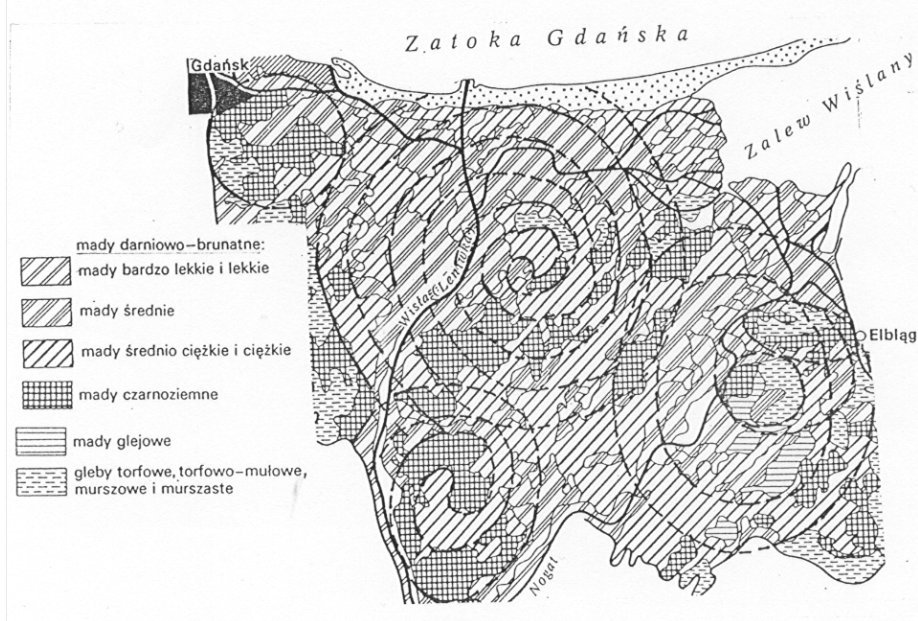 Zatoka Gdańska
Gdańsk
Zalew Wiślany
mady darniowo-brunatne:
mady bardzo lekkie i lekkie
mady średnie
Wisła (Leniwka)
mady średnio ciężkie i ciężkie
Elbląg
mady czarnoziemne
mady glejowe
gleby torfowe, torfowo-mułowe,
murszowe i murszaste
Nogat